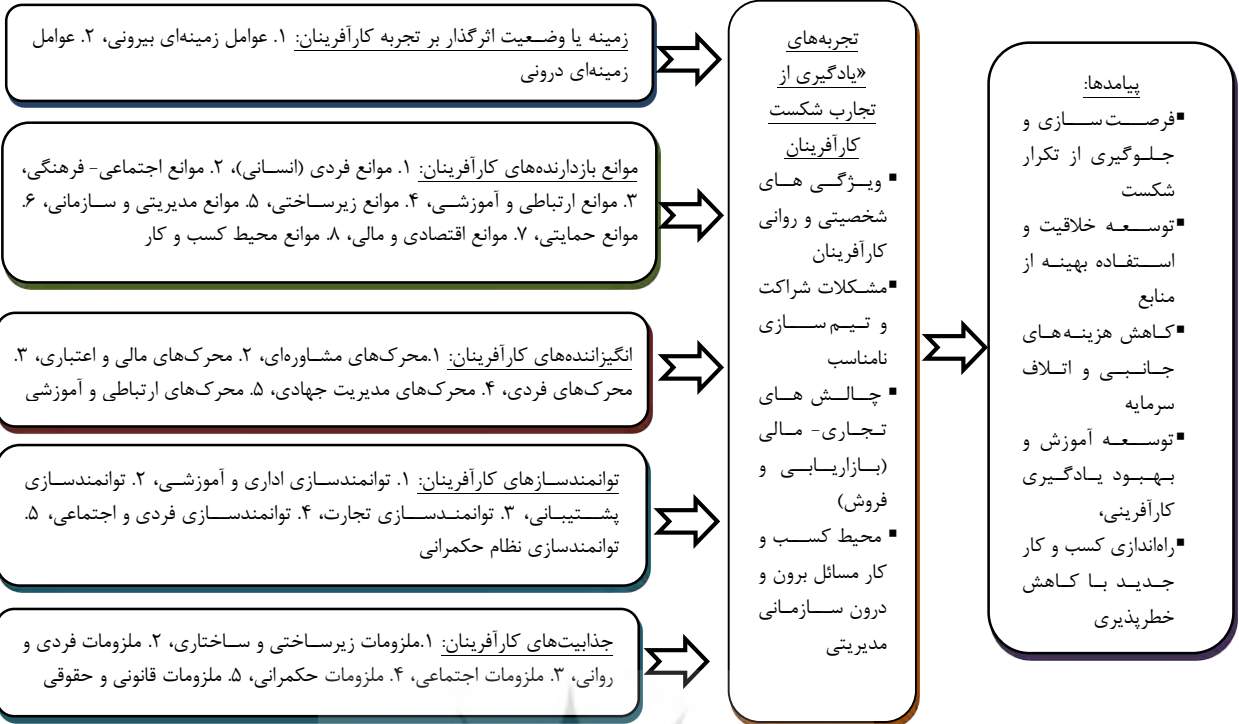 زمینه یا وضعیت اثرگذار بر تجربه کارآفرینان: ۱. عوامل زمینه‌ای بیرونی، ۲. عوامل
زمینه‌ای درونی
موانع بازدارنده‌های کارآفرینان: ۱. موانع فردی (انسانی)، ۲. موانع اجتماعی- فرهنگی،
۳. موانع ارتباطی و آموزشی، ۴. موانع زیرساختی، ۵. موانع مدیریتی و سازمانی، ۶.
موانع حمایتی، ۷. موانع اقتصادی و مالی، ۸. موانع محیط کسب و کار
انگیزاننده‌های کارآفرینان: ۱.محرک‌های مشاوره‌ای، ۲. محرک‌های مالی و اعتباری، ۳.
محرک‌های فردی، ۴. محرک‌های مدیریت جهادی، ۵. محرک‌های ارتباطی و آموزشی
توانمندسازهای کارآفرینان: ۱. توانمندسازی اداری و آموزشی، ۲. توانمندسازی
پشتیبانی، ۳. توانمندسازی تجارت، ۴. توانمندسازی فردی و اجتماعی، ۵.
توانمندسازی نظام حکمرانی
جذابیت‌های کارآفرینان: ۱.ملزومات زیرساختی و ساختاری، ۲. ملزومات فردی و
روانی، ۳. ملزومات اجتماعی، ۴. ملزومات حکمرانی، ۵. ملزومات قانونی و حقوقی
تجربه‌های
«یادگیری از
تجارب شکست
کارآفرینان
▪ ویژگی های
شخصیتی و روانی
کارآفرینان
▪مشکلات شراکت
و تیم سازی
نامناسب
▪ چالش های
تجاری- مالی
(بازاریابی و
فروش)
▪ محیط کسب و
کار مسائل برون و
درون سازمانی
مدیریتی
پیامدها:
▪فرصت سازی و
جلوگیری از تکرار
شکست
▪توسعه خلاقیت و
استفاده بهینه از
منابع
▪کاهش هزینه‌های
جانبی و اتلاف
سرمایه
▪توسعه آموزش و
بهبود یادگیری
کارآفرینی،
▪راه‌اندازی کسب و کار
جدید با کاهش
خطرپذیری